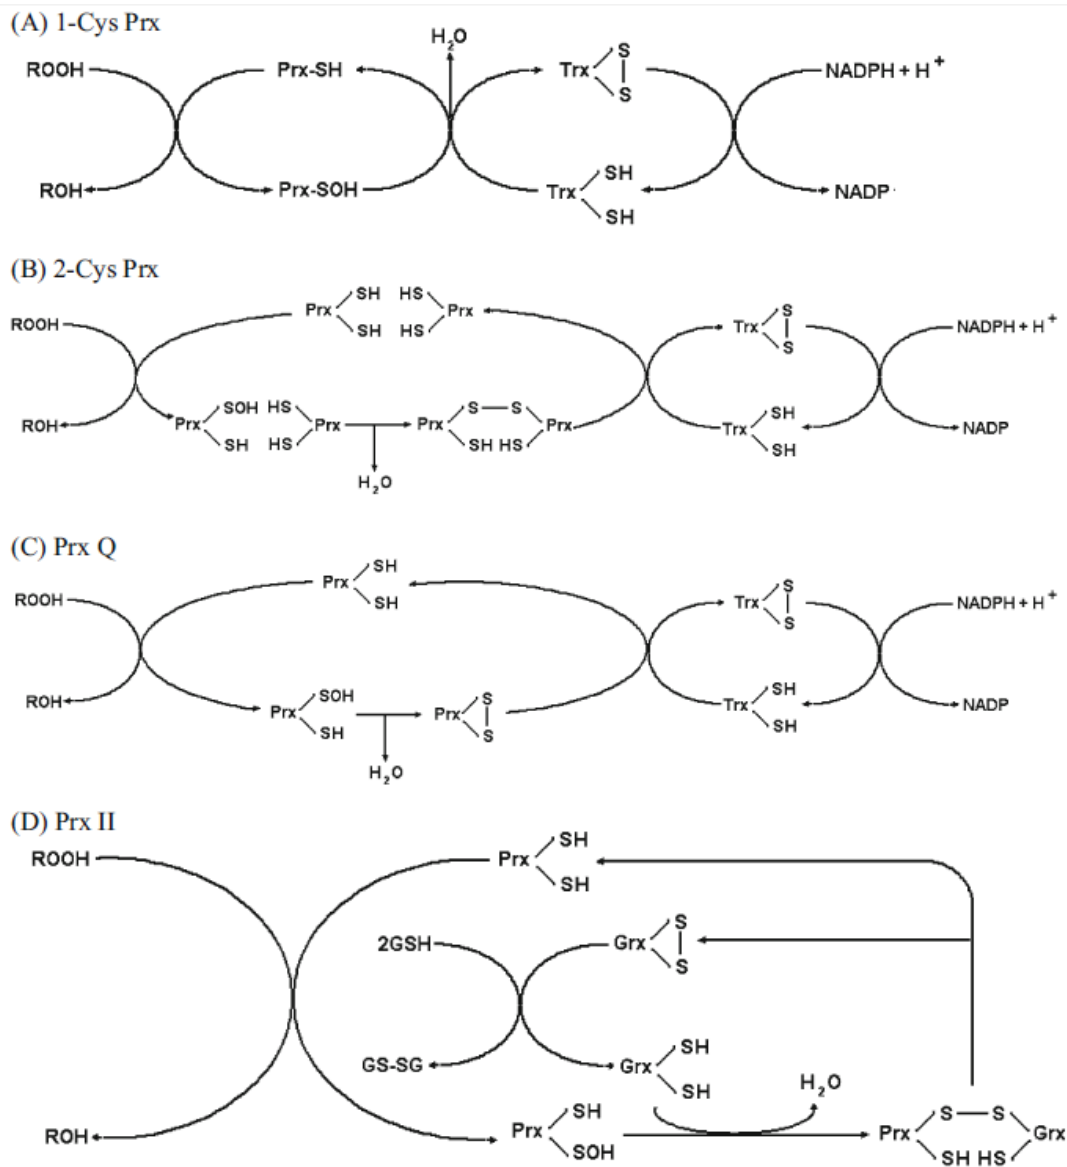 (A) 1-Cys Prx
H₂O
ROOH Prx-SH Trx S S NADPH + H⁺
ROH Prx-SOH Trx SH SH NADP
(B) 2-Cys Prx
ROOH Prx SH SH HS HS Prx Trx S S NADPH + H⁺
ROH Prx SOH SH HS HS Prx Prx S S SH HS Prx Trx SH SH NADP
H₂O
(C) Prx Q
ROOH Prx SH SH Trx S S NADPH + H⁺
ROH Prx SOH SH Prx S S Trx SH SH NADP
H₂O
(D) Prx II
ROOH Prx SH SH
2GSH Grx S S
GS-SG Grx SH SH
H₂O
ROH Prx SH SOH Prx S S SH HS Grx